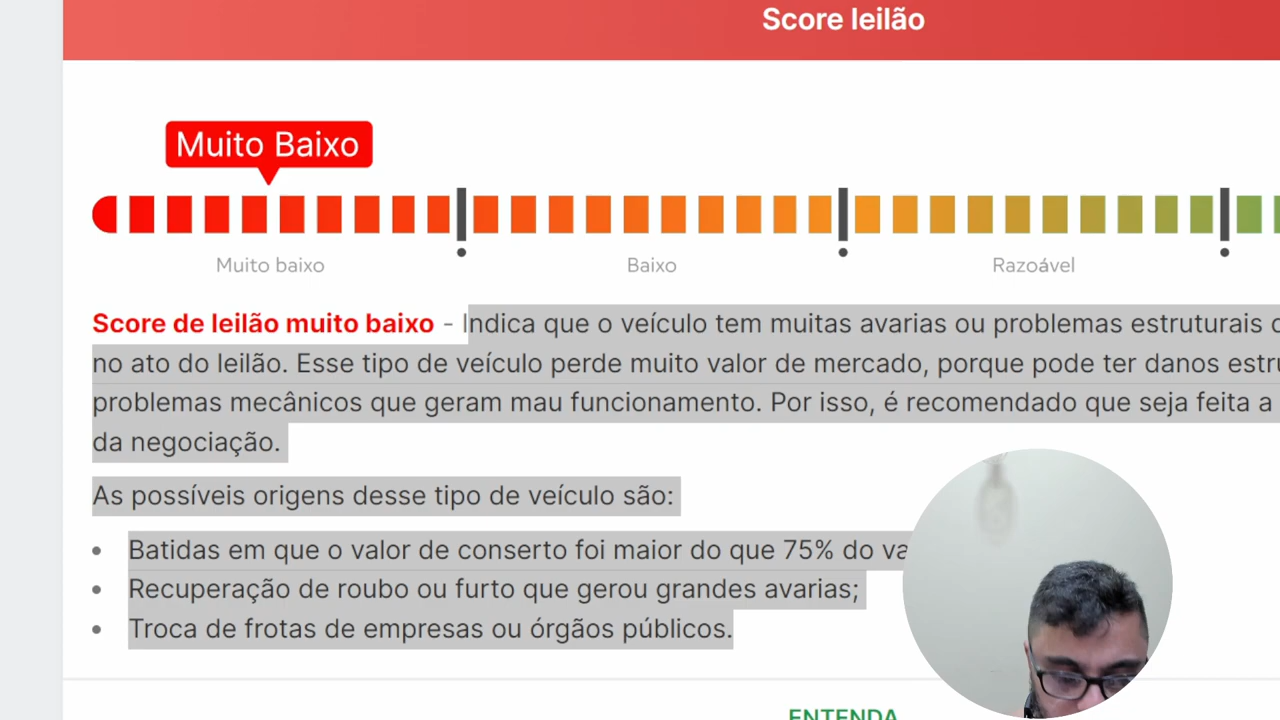 Score leilão
Muito Baixo
Muito baixo
Baixo
Razoável
Score de leilão muito baixo - Indica que o veículo tem muitas avarias ou problemas estruturais
no ato do leilão. Esse tipo de veículo perde muito valor de mercado, porque pode ter danos
problemas mecânicos que geram mau funcionamento. Por isso, é recomendado que seja feita a
da negociação.
As possíveis origens desse tipo de veículo são:
• Batidas em que o valor de conserto foi maior do que 75% do
• Recuperação de roubo ou furto que gerou grandes avarias;
• Troca de frotas de empresas ou órgãos públicos.
ENTENDA